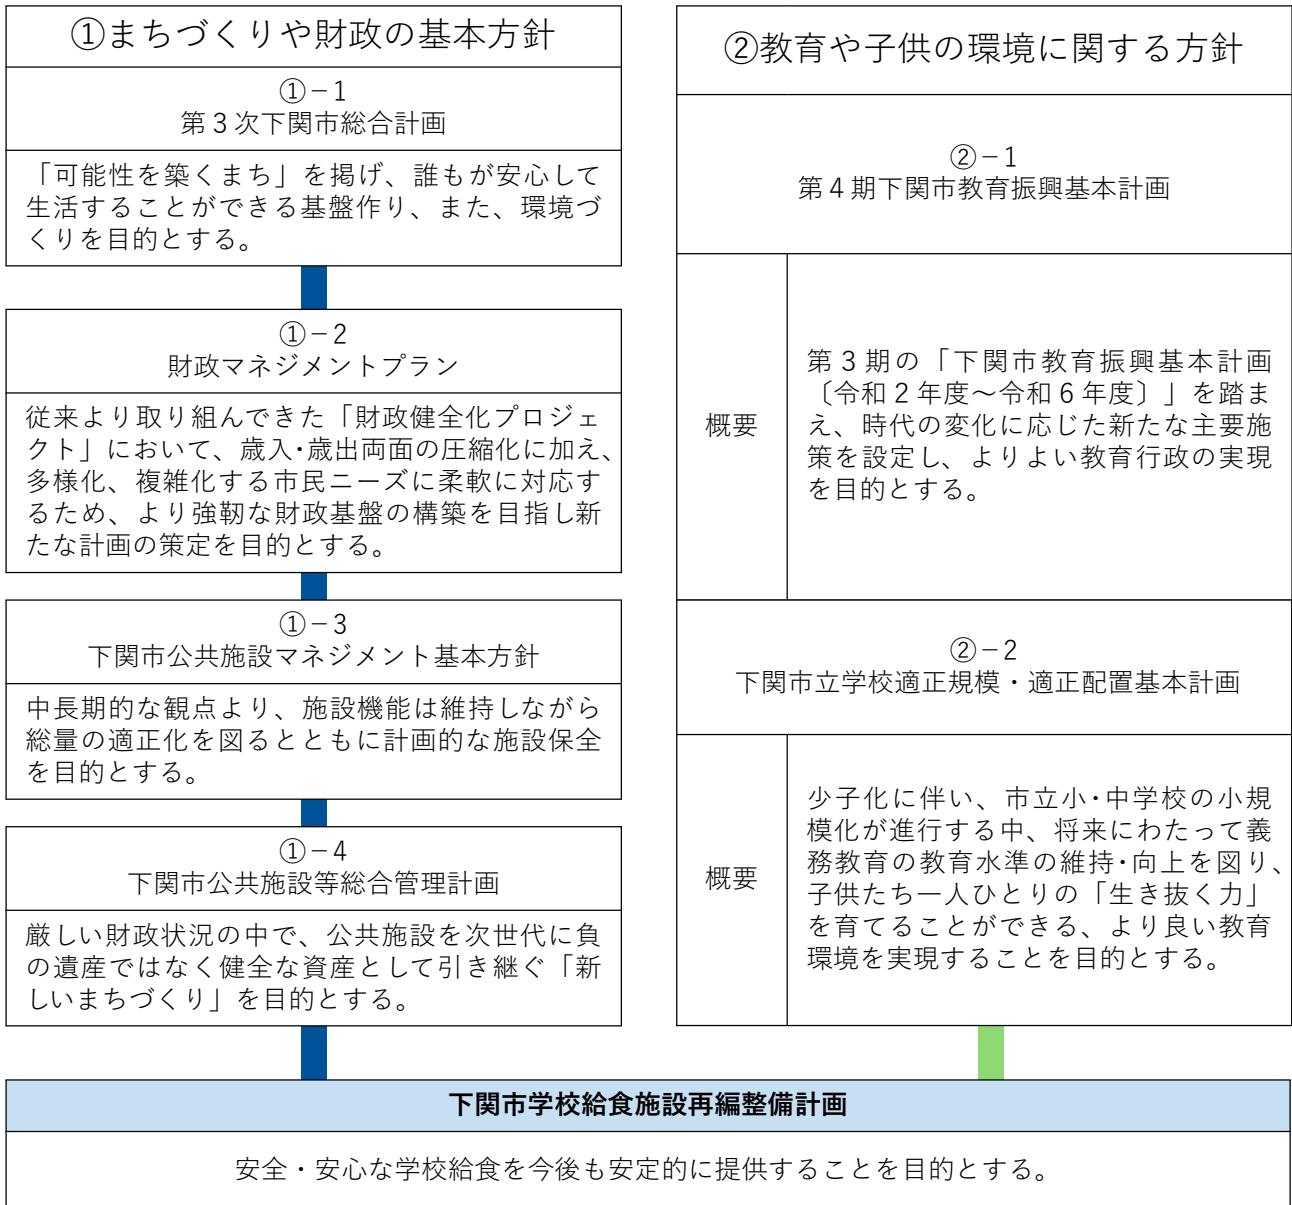 ①まちづくりや財政の基本方針
①−1
第3次下関市総合計画
「可能性を築くまち」を掲げ、誰もが安心して
生活することができる基盤作り、また、環境づ
くりを目的とする。
①−2
財政マネジメントプラン
従来より取り組んできた「財政健全化プロジェ
クト」において、歳入･歳出両面の圧縮化に加え、
多様化、複雑化する市民ニーズに柔軟に対応す
るため、より強靭な財政基盤の構築を目指し新
たな計画の策定を目的とする。
①−3
下関市公共施設マネジメント基本方針
中長期的な観点より、施設機能は維持しながら
総量の適正化を図るとともに計画的な施設保全
を目的とする。
①−4
下関市公共施設等総合管理計画
厳しい財政状況の中で、公共施設を次世代に負
の遺産ではなく健全な資産として引き継ぐ「新
しいまちづくり」を目的とする。
②教育や子供の環境に関する方針
②−1
第4期下関市教育振興基本計画
概要
第3期の「下関市教育振興基本計画
〔令和2年度～令和6年度〕」を踏ま
え、時代の変化に応じた新たな主要施
策を設定し、よりよい教育行政の実現
を目的とする。
②−2
下関市立学校適正規模・適正配置基本計画
概要
少子化に伴い、市立小･中学校の小規
模化が進行する中、将来にわたって義
務教育の教育水準の維持･向上を図り、
子供たち一人ひとりの「生き抜く力」
を育てることができる、より良い教育
環境を実現することを目的とする。
下関市学校給食施設再編整備計画
安全・安心な学校給食を今後も安定的に提供することを目的とする。